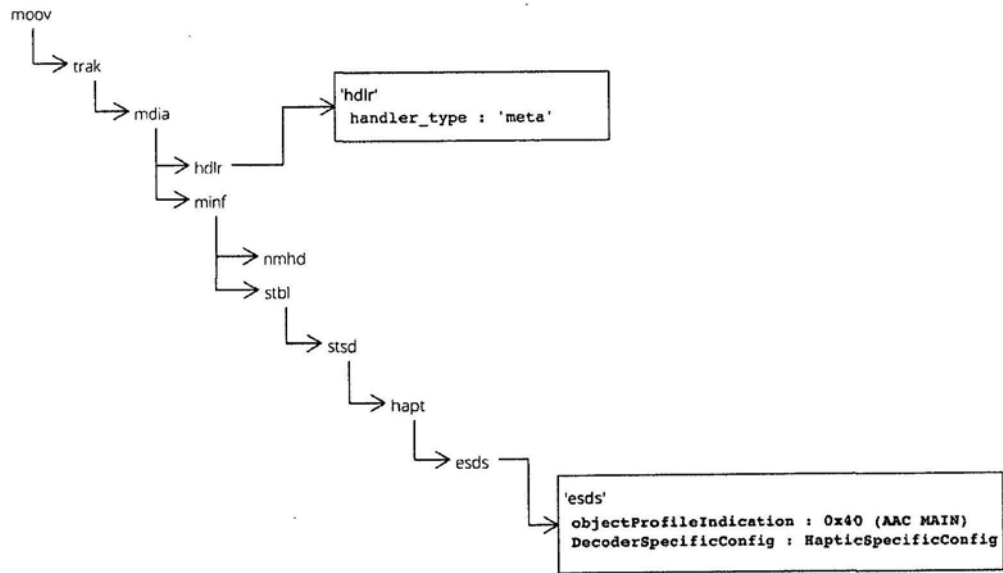 moov
trak
mdia
'hdlr'
handler_type : 'meta'
hdlr
minf
nmhd
stbl
stsd
hapt
esds
'esds'
objectProfileIndication : 0x40 (AAC MAIN)
DecoderSpecificConfig : HapticSpecificConfig